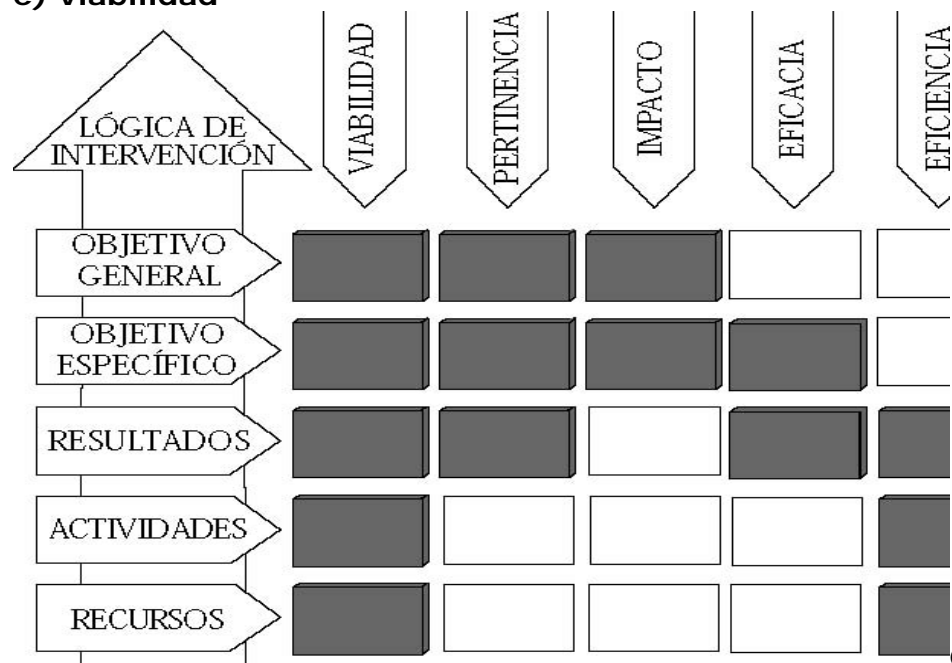 e) Viabilidad
VIABILIDAD
PERTINENCIA
IMPACTO
EFICACIA
EFICIENCIA
LÓGICA DE
INTERVENCIÓN
OBJETIVO
GENERAL
OBJETIVO
ESPECÍFICO
RESULTADOS
ACTIVIDADES
RECURSOS